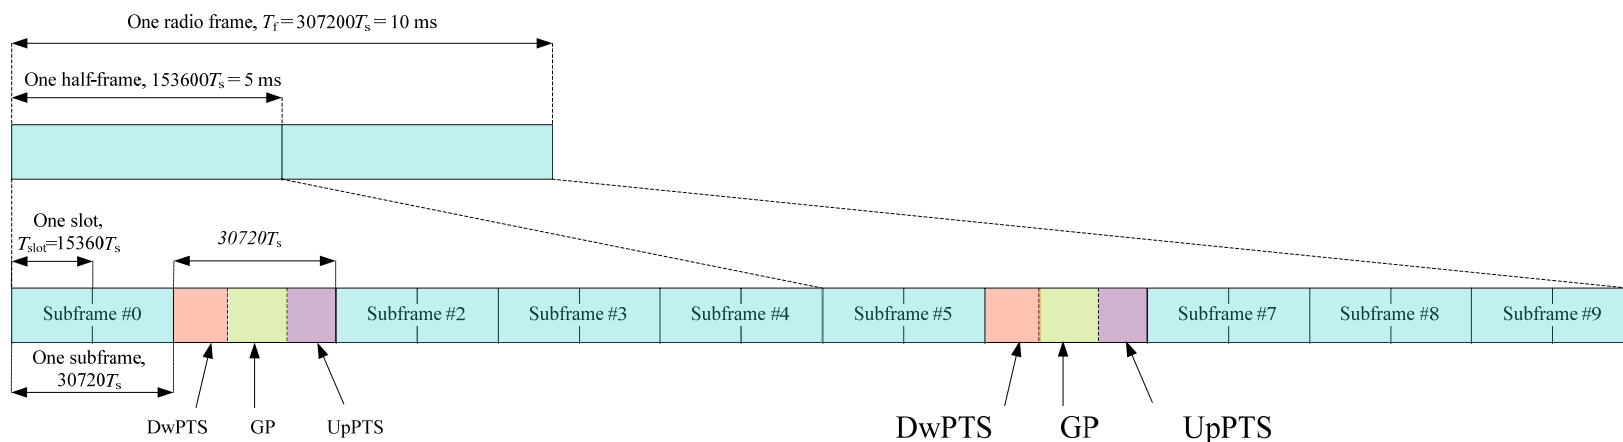 One radio frame, Tf = 307200Ts = 10 ms
One half-frame, 153600Ts = 5 ms
One slot,
Tslot=15360Ts
30720Ts
Subframe #0
Subframe #2
Subframe #3
Subframe #4
Subframe #5
Subframe #7
Subframe #8
Subframe #9
One subframe,
30720Ts
DwPTS
GP
UpPTS
DwPTS
GP
UpPTS